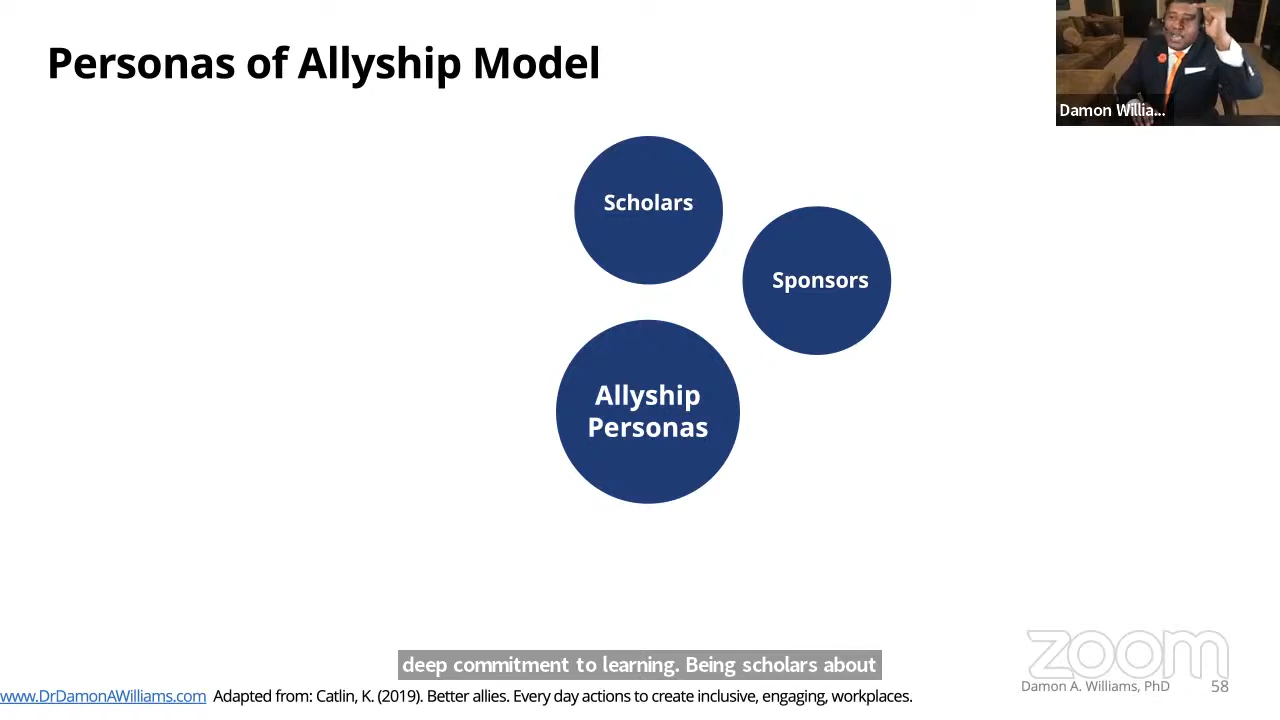 Personas of Allyship Model
Damon Willia...
Scholars
Sponsors
Allyship
Personas
deep commitment to learning. Being scholars about
zoom
Damon A. Williams, PhD 58
www.DrDamonAWilliams.com Adapted from: Catlin, K. (2019). Better allies. Every day actions to create inclusive, engaging, workplaces.